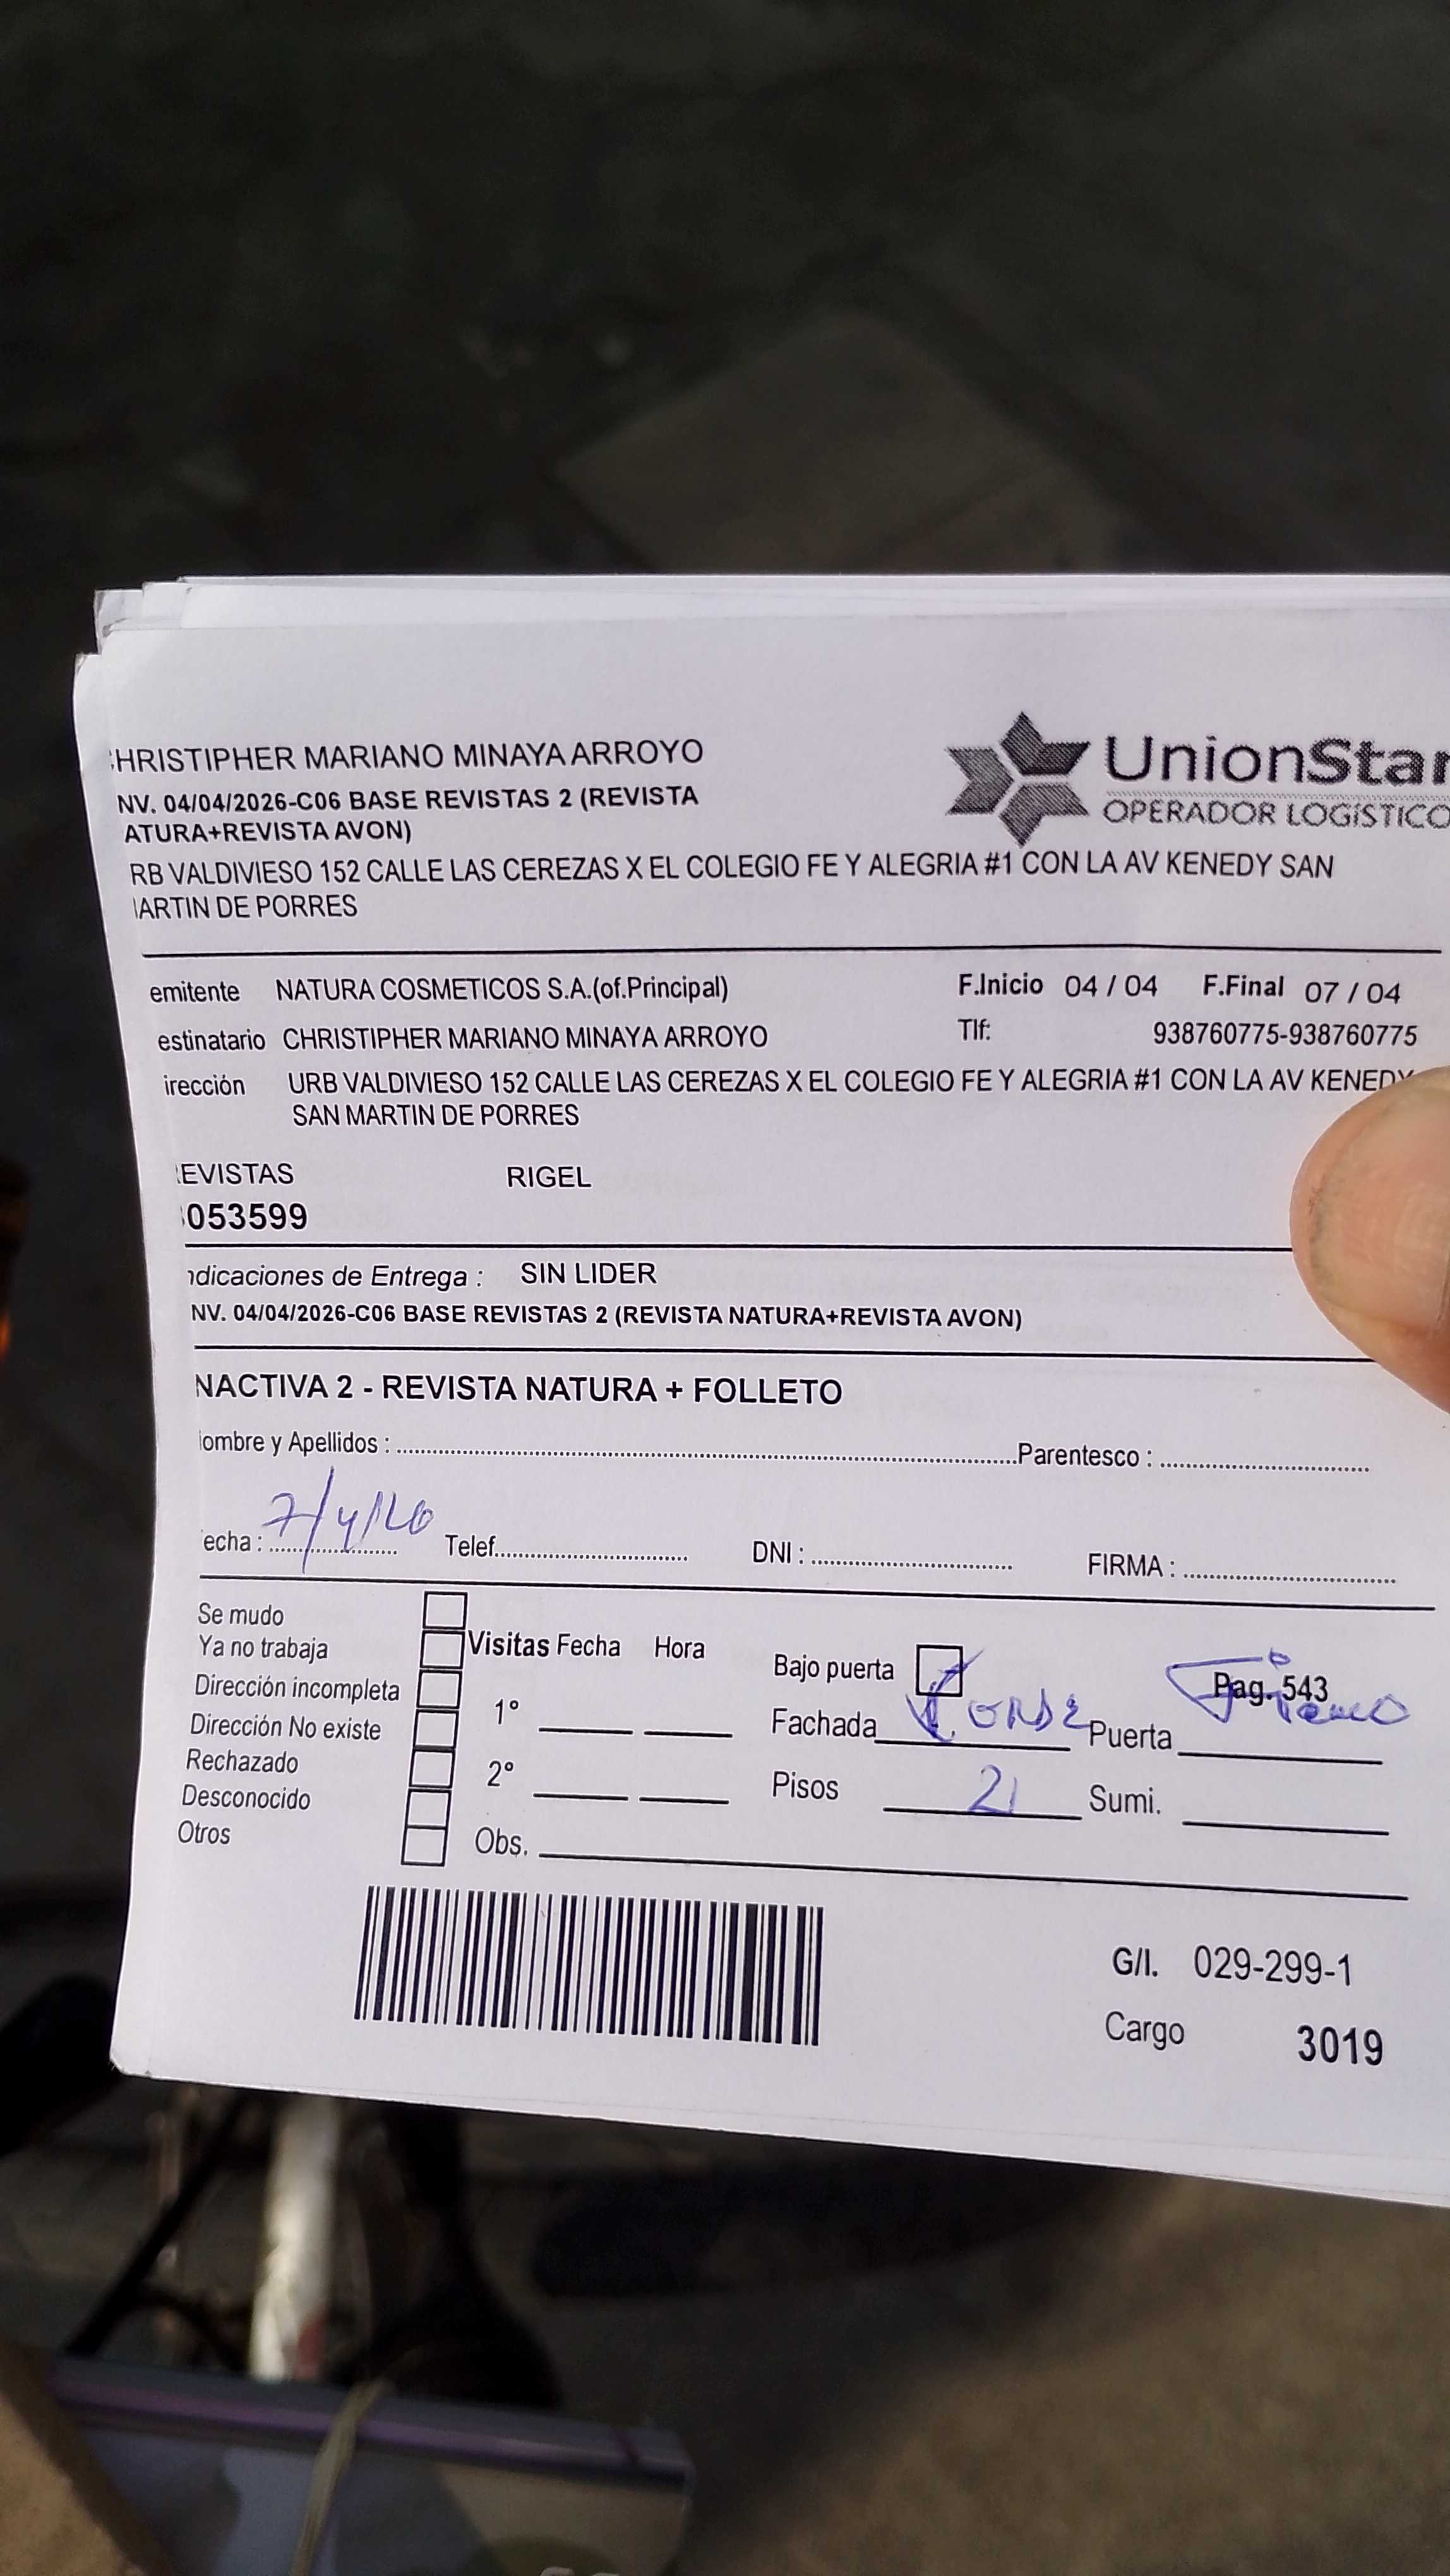 HRISTIPHER MARIANO MINAYA ARROYO
UnionStar
OPERADOR LOGÍSTICO
NV. 04/04/2026-C06 BASE REVISTAS 2 (REVISTA
ATURA+REVISTA AVON)
RB VALDIVIESO 152 CALLE LAS CEREZAS X EL COLEGIO FE Y ALEGRIA #1 CON LA AV KENEDY SAN
ARTIN DE PORRES
emitente NATURA COSMETICOS S.A.(of.Principal) F.Inicio 04 / 04 F.Final 07 / 04
estinatario CHRISTIPHER MARIANO MINAYA ARROYO Tlf: 938760775-938760775
irección URB VALDIVIESO 152 CALLE LAS CEREZAS X EL COLEGIO FE Y ALEGRIA #1 CON LA AV KENEDY
SAN MARTIN DE PORRES
EVISTAS RIGEL
053599
ndicaciones de Entrega : SIN LIDER
NV. 04/04/2026-C06 BASE REVISTAS 2 (REVISTA NATURA+REVISTA AVON)
NACTIVA 2 - REVISTA NATURA + FOLLETO
ombre y Apellidos : Parentesco :
echa : 7/4/26 Telef. DNI : FIRMA :
Se mudo
Ya no trabaja Visitas Fecha Hora Bajo puerta Pag. 543
Dirección incompleta 1° Fachada Puerta
Dirección No existe
Rechazado 2° Pisos 21 Sumi.
Desconocido
Otros Obs.
G/I. 029-299-1
Cargo 3019